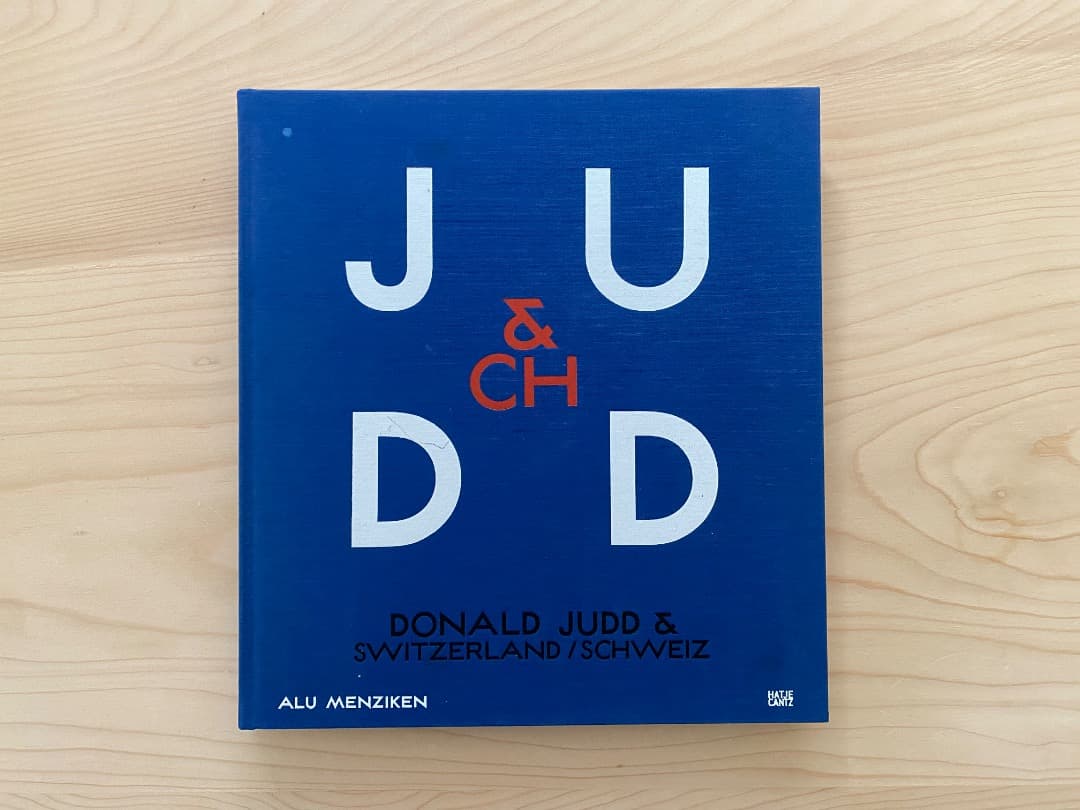 J U
&
CH
D D
DONALD JUDD &
SWITZERLAND / SCHWEIZ
ALU MENZIKEN
HATJE
CANTZ